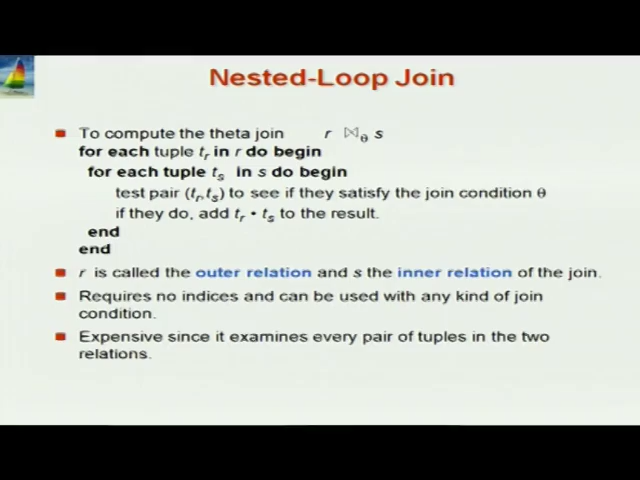 Nested-Loop Join
To compute the theta join r ⨝θ s
for each tuple tr in r do begin
for each tuple ts in s do begin
test pair (tr,ts) to see if they satisfy the join condition θ
if they do, add tr • ts to the result.
end
end
r is called the outer relation and s the inner relation of the join.
Requires no indices and can be used with any kind of join
condition.
Expensive since it examines every pair of tuples in the two
relations.